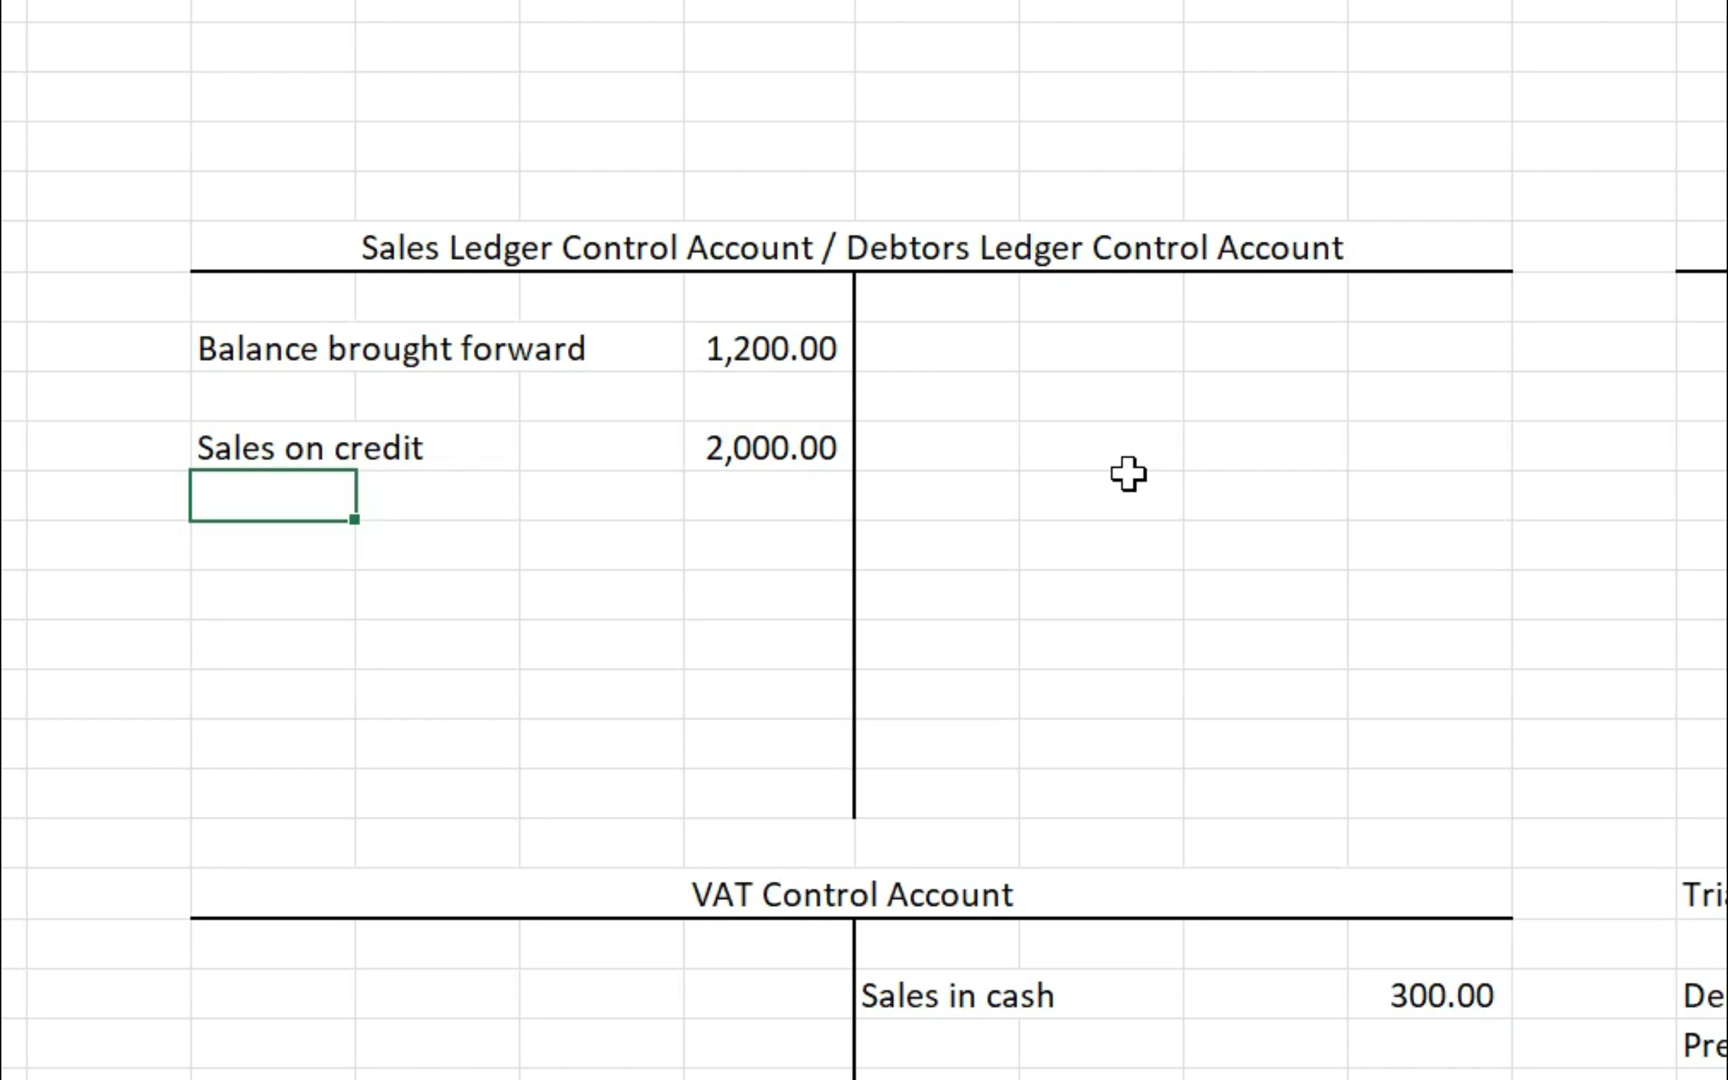 Sales Ledger Control Account / Debtors Ledger Control Account
Balance brought forward 1,200.00
Sales on credit 2,000.00
VAT Control Account
Sales in cash 300.00